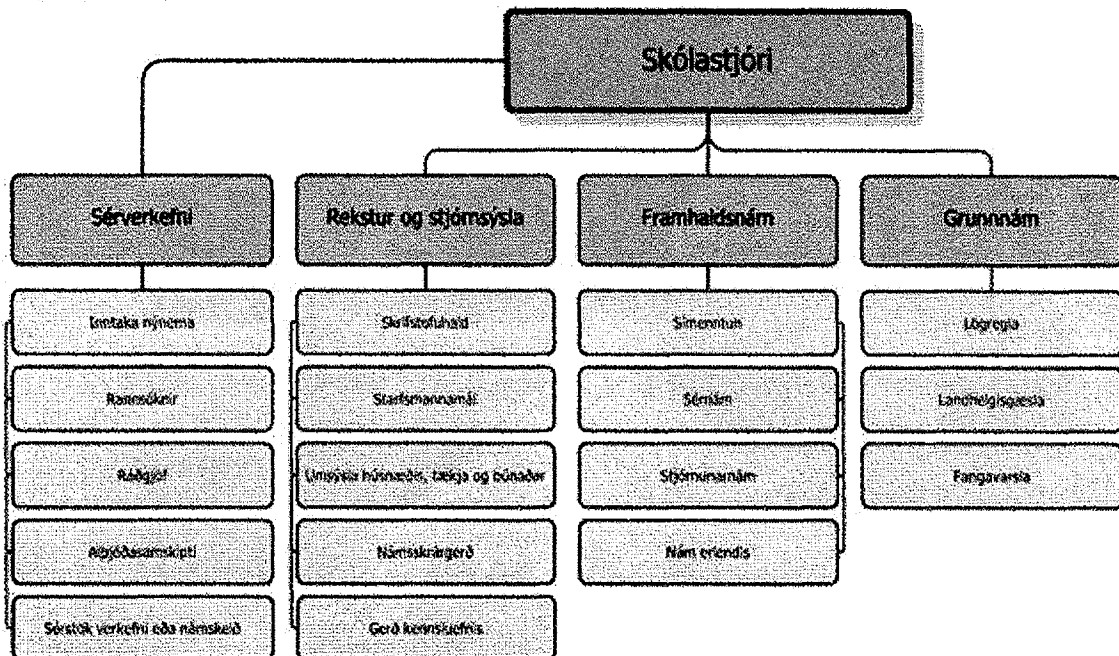 Skólastjóri
Sérverkefni
Rekstur og stjórnsýsla
Framhaldsnám
Grunnnám
Inntaka nýnema
Rannsóknir
Ráðgjöf
Alþjóðasamskipti
Sérstök verkefni eða námskeið
Skrifstofuhald
Starfsmannamál
Umsýsla húsnæðis, tækja og búnaðar
Námsskrárgerð
Gerð kennsluefnis
Símenntun
Sérnám
Stjórnunarnám
Nám erlendis
Lögregla
Landhelgisgæsla
Fangavarsla